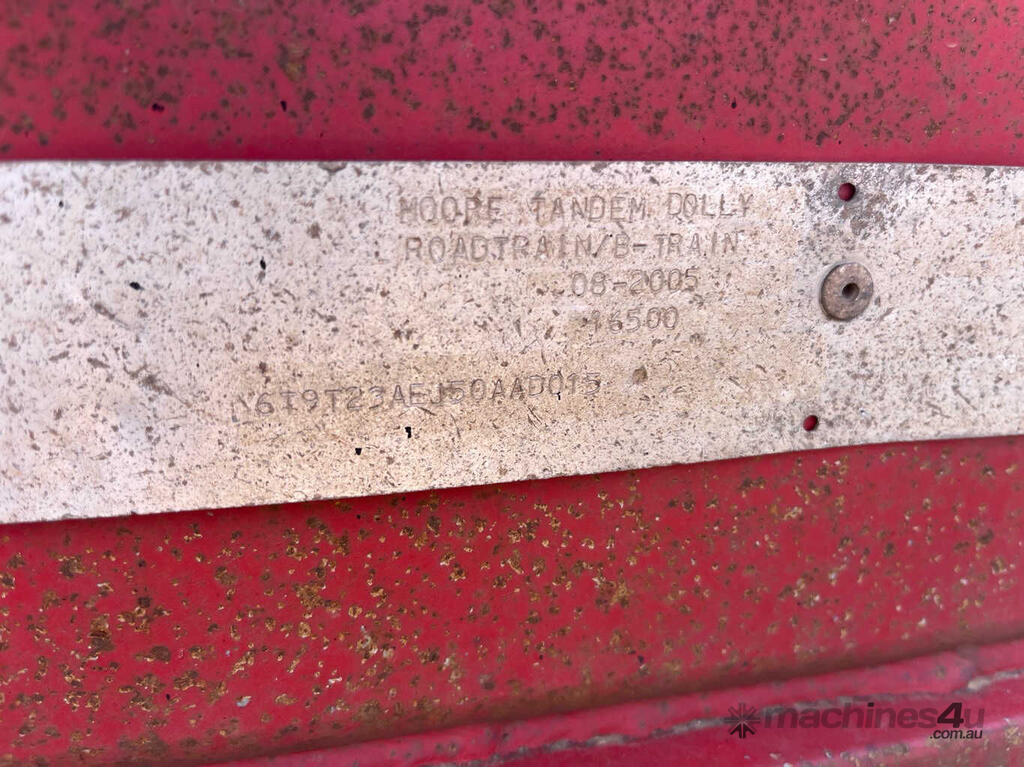 MOORE TANDEM DOLLY
ROADTRAIN/B-TRAIN
08-2005
16500
6T9T23AEJ50AAD015
machines4u
.com.au